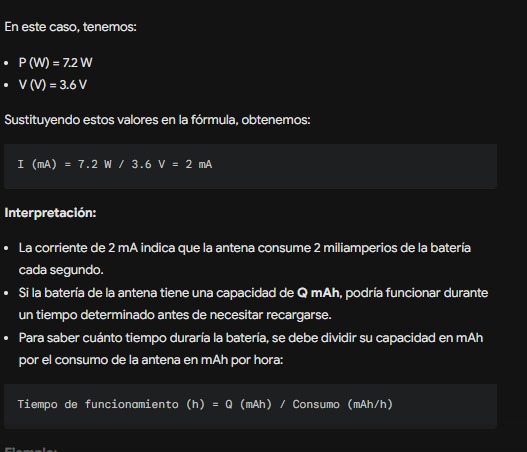 En este caso, tenemos:
• P (W) = 7.2 W
• V (V) = 3.6 V
Sustituyendo estos valores en la fórmula, obtenemos:
I (mA) = 7.2 W / 3.6 V = 2 mA
Interpretación:
• La corriente de 2 mA indica que la antena consume 2 miliamperios de la batería
cada segundo.
• Si la batería de la antena tiene una capacidad de Q mAh, podría funcionar durante
un tiempo determinado antes de necesitar recargarse.
• Para saber cuánto tiempo duraría la batería, se debe dividir su capacidad en mAh
por el consumo de la antena en mAh por hora:
Tiempo de funcionamiento (h) = Q (mAh) / Consumo (mAh/h)